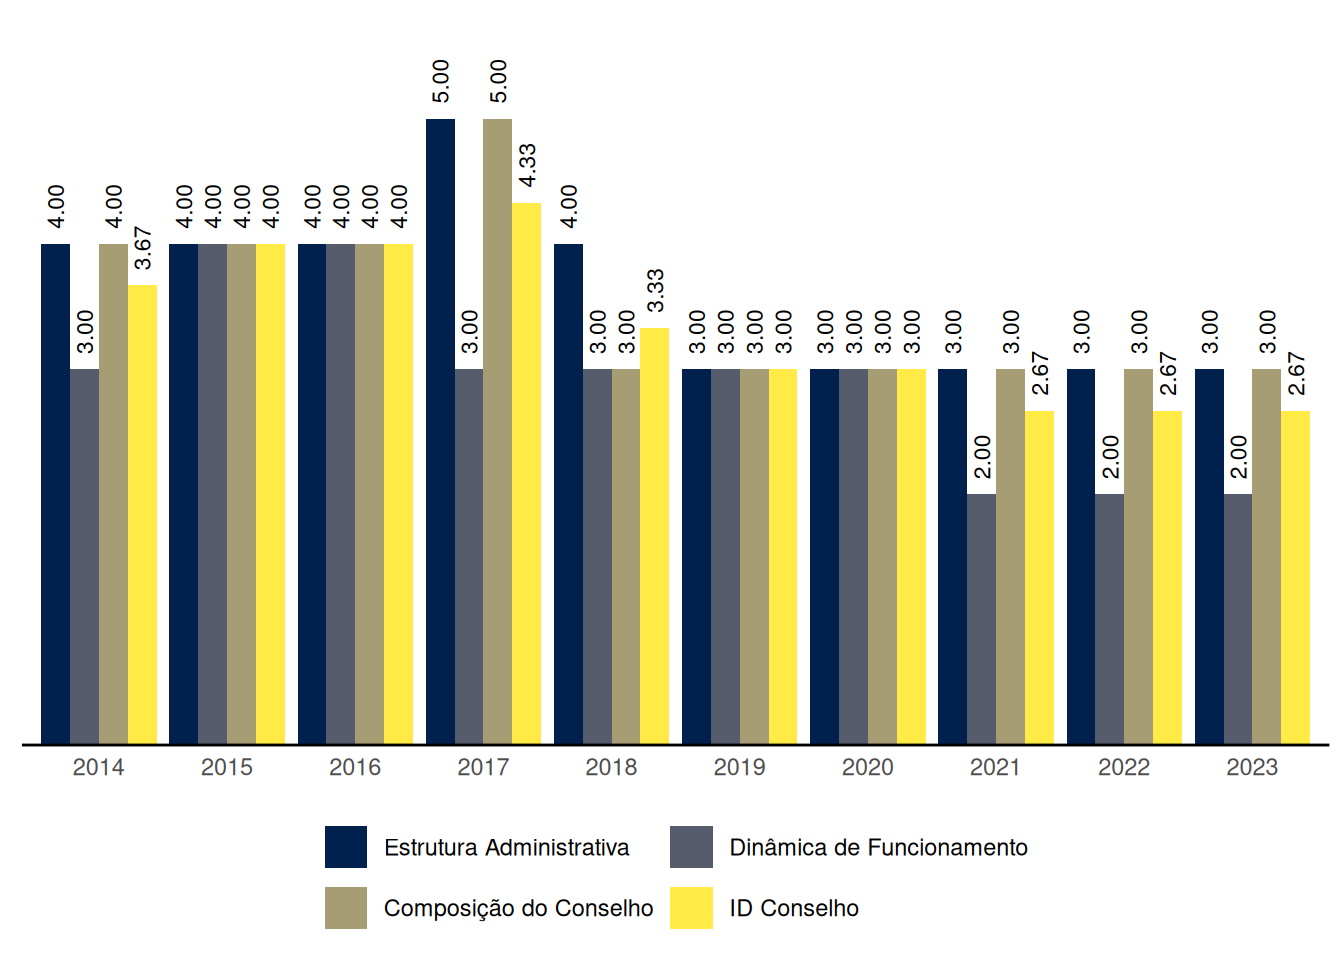 5.00 5.00
4.33
4.00 4.00 4.00 4.00 4.00 4.00 4.00 4.00 4.00 4.00 4.00
3.67 3.33
3.00 3.00 3.00 3.00 3.00 3.00 3.00 3.00 3.00 3.00 3.00 3.00 3.00 3.00 3.00 3.00 3.00 3.00
2.67 2.67 2.67
2.00 2.00 2.00
2014 2015 2016 2017 2018 2019 2020 2021 2022 2023
Estrutura Administrativa Dinâmica de Funcionamento
Composição do Conselho ID Conselho